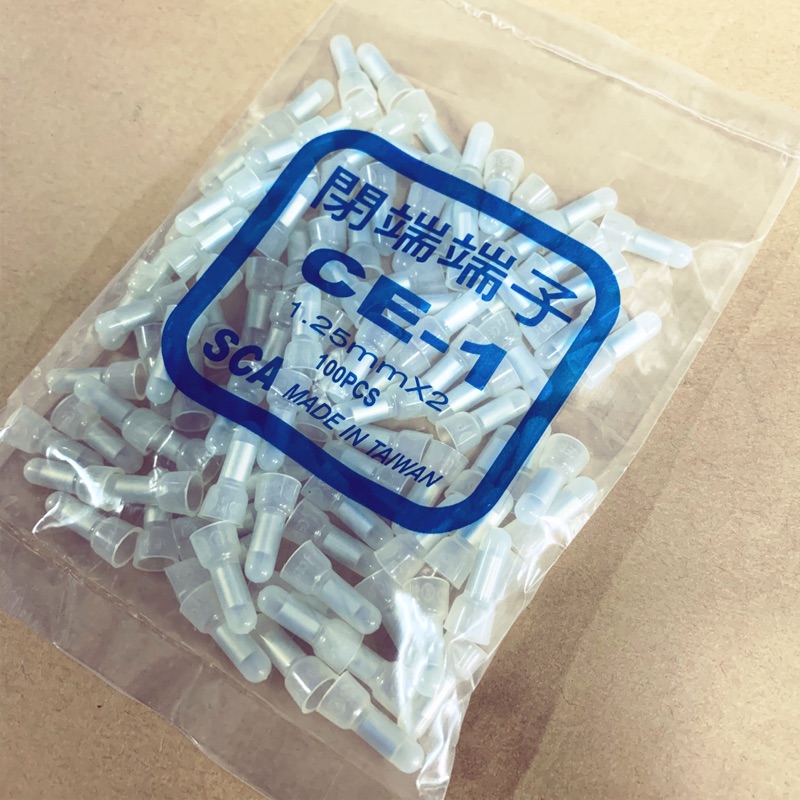 閉端端子
CE-1
1.25mmX2
100PCS
SCA MADE IN TAIWAN